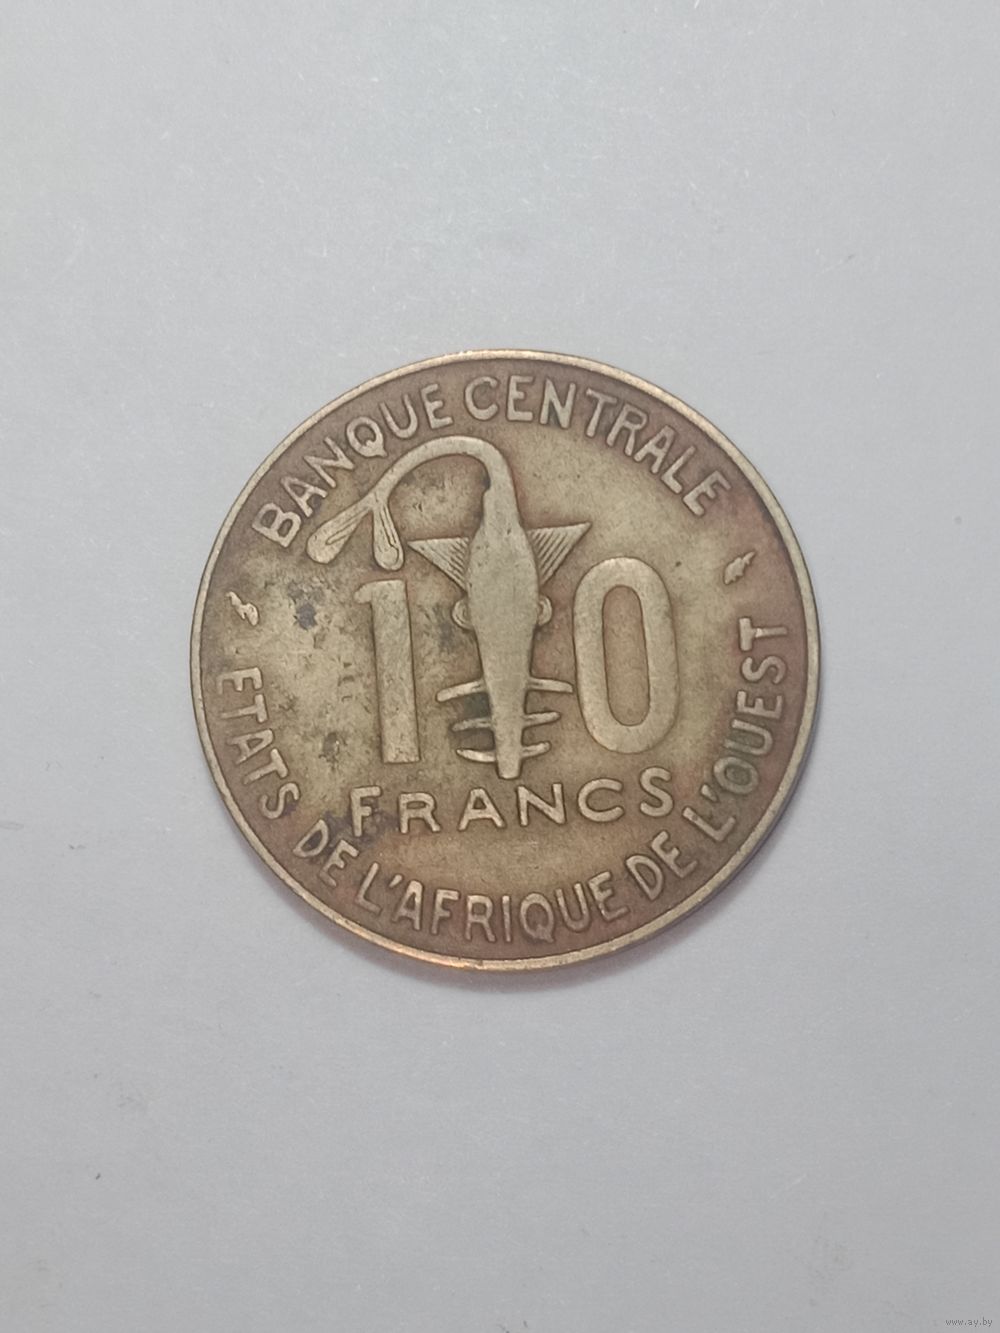 BANQUE CENTRALE
10
FRANCS
ETATS DE L'AFRIQUE DE L'OUEST
www.ay.by